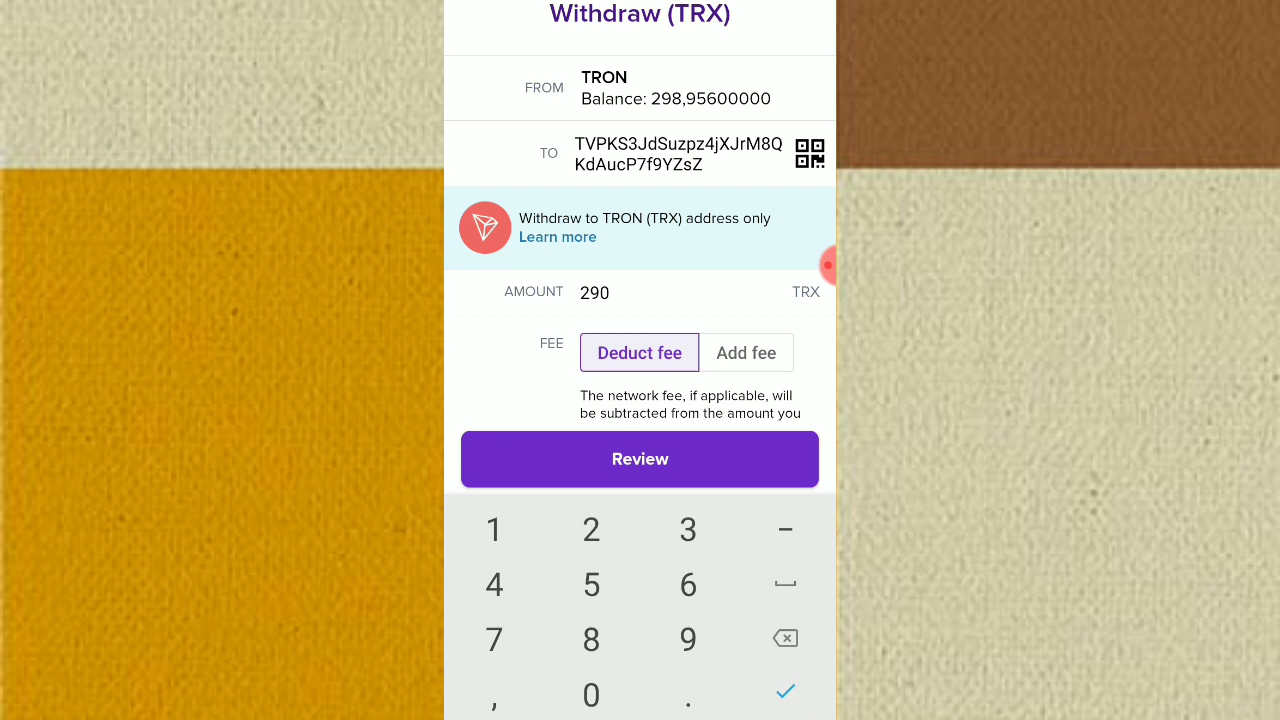 Withdraw (TRX)
FROM
TRON
Balance: 298,95600000
TO
TVPKS3JdSuzpz4jXJrM8Q
KdAucP7f9YZsZ
Withdraw to TRON (TRX) address only
Learn more
AMOUNT 290 TRX
FEE Deduct fee Add fee
The network fee, if applicable, will
be subtracted from the amount you
Review
1 2 3 -
4 5 6
7 8 9
, 0 .